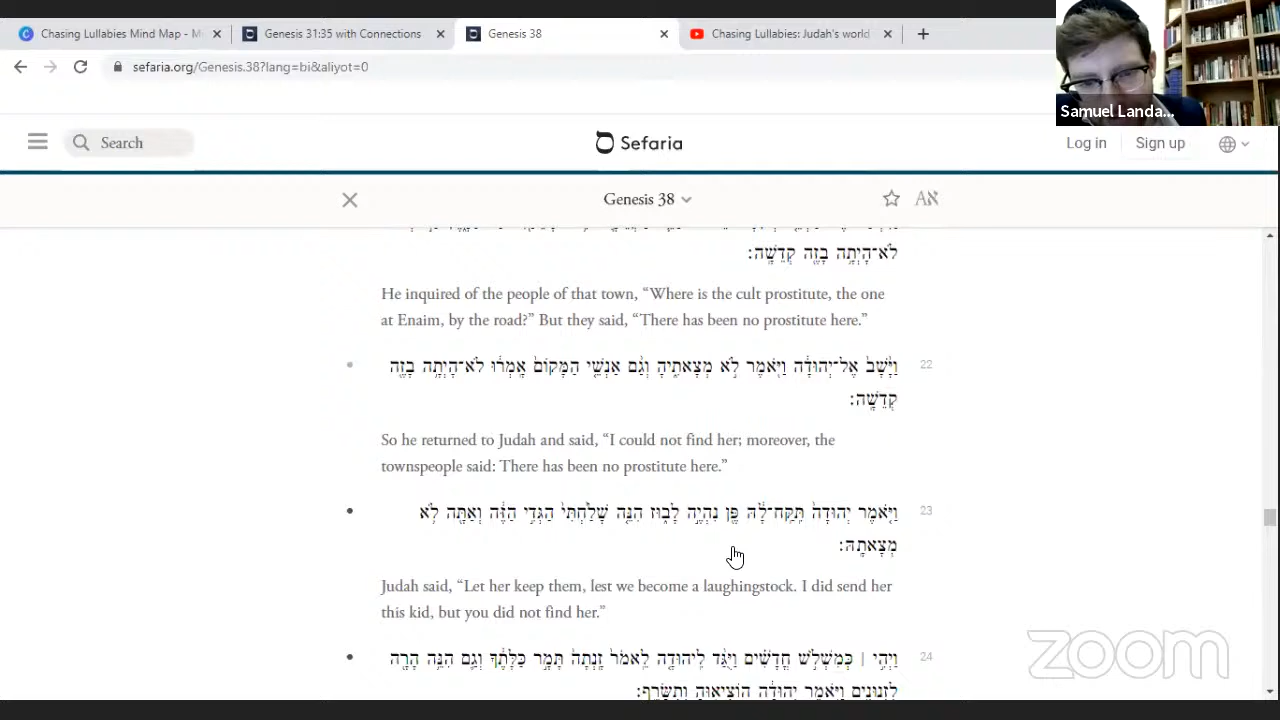 Chasing Lullabies Mind Map - M
Genesis 31:35 with Connections
Genesis 38
Chasing Lullabies: Judah's world
sefaria.org/Genesis.38?lang=bi&aliyot=0
Samuel Landa...
Search
Sefaria
Log in
Sign up
Genesis 38
אA
לֹא־הָיְתָ֥ה בָזֶ֖ה קְדֵשָֽׁה׃
He inquired of the people of that town, “Where is the cult prostitute, the one
at Enaim, by the road?” But they said, “There has been no prostitute here.”
22
וַיָּ֙שָׁב֙ אֶל־יְהוּדָ֔ה וַיֹּ֖אמֶר לֹ֣א מְצָאתִ֑יהָ וְגַ֨ם אַנְשֵׁ֤י הַמָּקוֹם֙ אָֽמְר֔וּ לֹא־הָיְתָ֥ה בָזֶ֖ה
קְדֵשָֽׁה׃
So he returned to Judah and said, “I could not find her; moreover, the
townspeople said: There has been no prostitute here.”
23
וַיֹּ֤אמֶר יְהוּדָה֙ תִּֽקַּֽח־לָ֔הּ פֶּ֖ן נִהְיֶ֣ה לָב֑וּז הִנֵּ֤ה שָׁלַ֙חְתִּי֙ הַגְּדִ֣י הַזֶּ֔ה וְאַתָּ֖ה לֹ֥א
מְצָאתָֽהּ׃
Judah said, “Let her keep them, lest we become a laughingstock. I did send her
this kid, but you did not find her.”
24
וַיְהִ֣י ׀ כְּמִשְׁלֹ֣שׁ חֳדָשִׁ֗ים וַיֻּגַּ֨ד לִֽיהוּדָ֤ה לֵֽאמֹר֙ זָֽנְתָה֙ תָּמָ֣ר כַּלָּתֶ֔ךָ וְגַ֛ם הִנֵּ֥ה הָרָ֖ה
לִזְנוּנִ֑ים וַיֹּ֣אמֶר יְהוּדָ֔ה הוֹצִיא֖וּהָ וְתִשָּׂרֵֽף׃
zoom